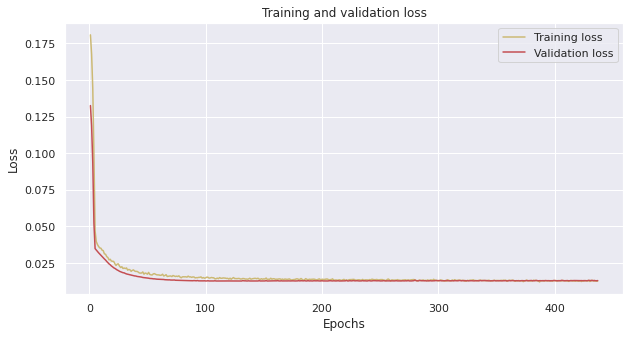 Training and validation loss
Training loss
Validation loss
0.175
0.150
0.125
0.100
0.075
0.050
0.025
Loss
0
100
200
300
400
Epochs